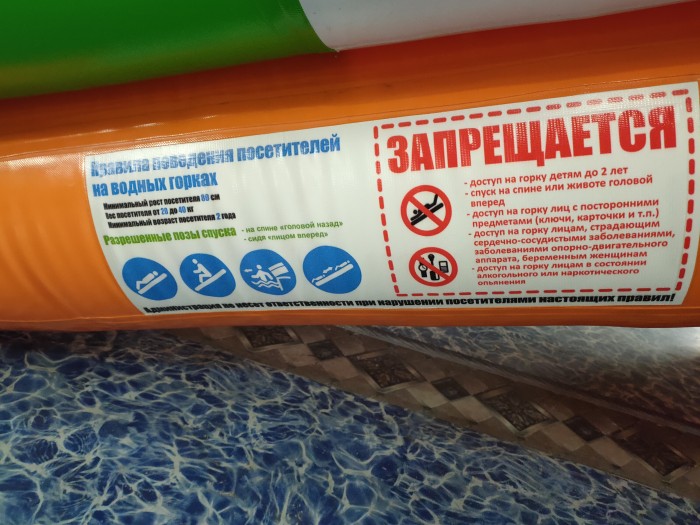 Правила поведения посетителей
на водных горках
Минимальный рост посетителя 80 см
Вес посетителя от 20 до 40 кг
Минимальный возраст посетителя 2 года
Разрешенные позы спуска - на спине «головой назад»
- сидя «лицом вперед»
ЗАПРЕЩАЕТСЯ
- доступ на горку детям до 2 лет
- спуск на спине или животе головой
вперед
- доступ на горку лиц с посторонними
предметами (ключи, карточки и т.п.)
- доступ на горку лицам, страдающим
сердечно-сосудистыми заболеваниями,
заболеваниями опорно-двигательного
аппарата, беременным женщинам
- доступ на горку лицам в состоянии
алкогольного или наркотического
опьянения
Администрация не несет ответственности при нарушении посетителями настоящих правил!